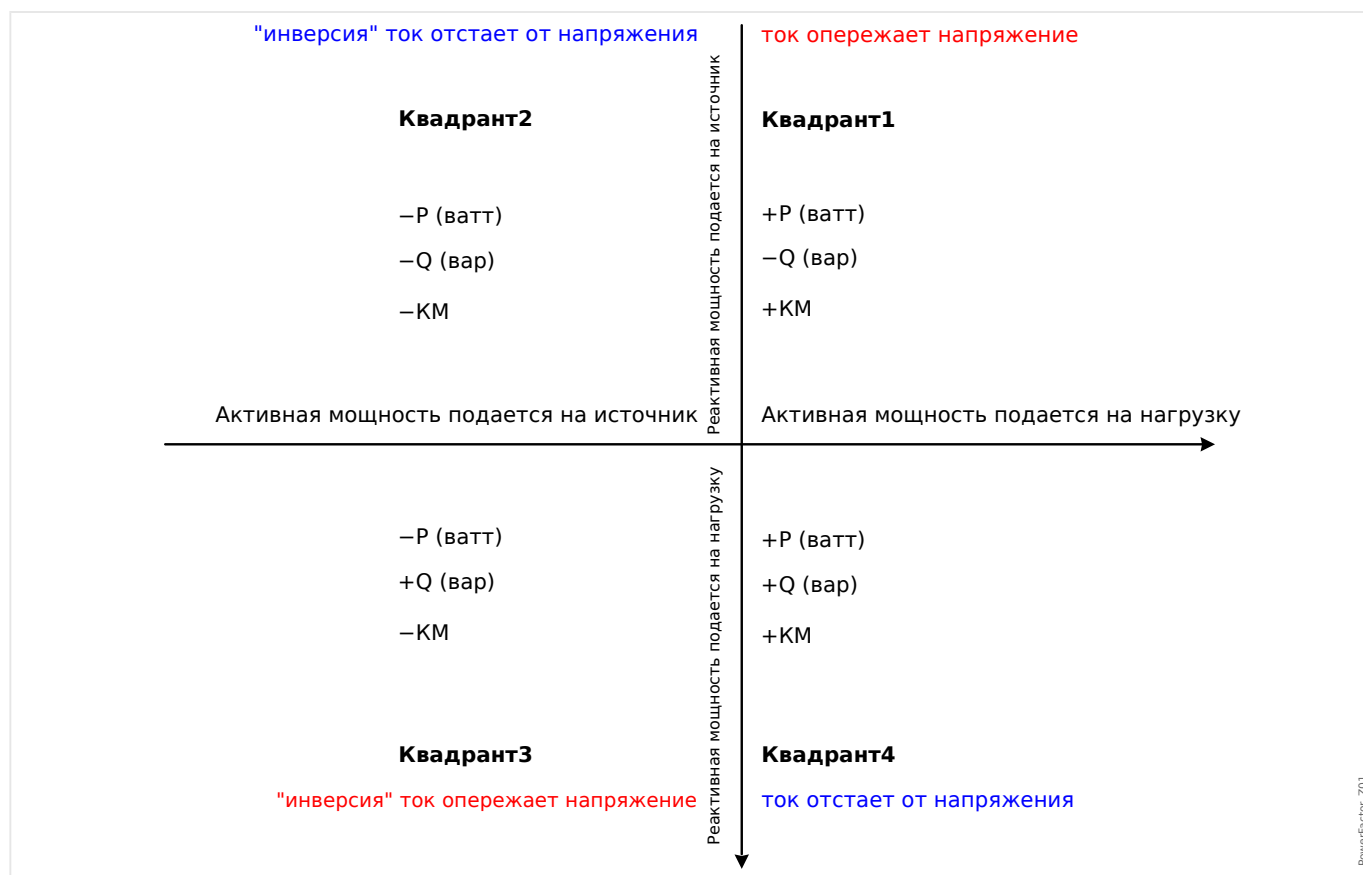 "инверсия" ток отстает от напряжения
ток опережает напряжение
Квадрант2
Квадрант1
−P (ватт)
−Q (вар)
−КМ
+P (ватт)
−Q (вар)
+КМ
Реактивная мощность подается на источник
Активная мощность подается на источник
Активная мощность подается на нагрузку
Реактивная мощность подается на нагрузку
−P (ватт)
+Q (вар)
−КМ
+P (ватт)
+Q (вар)
+КМ
Квадрант3
Квадрант4
"инверсия" ток опережает напряжение
ток отстает от напряжения
PowerFactor_Z01